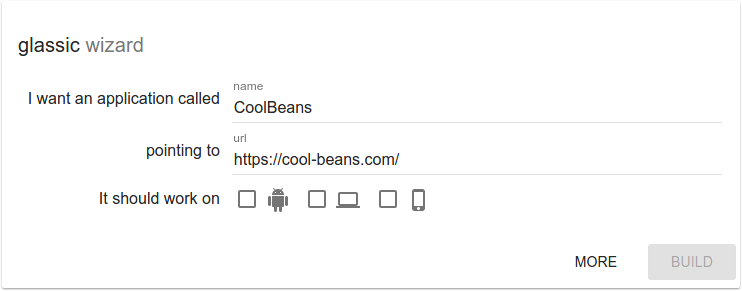 glassic wizard
name
I want an application called CoolBeans
url
pointing to https://cool-beans.com/
It should work on
MORE BUILD